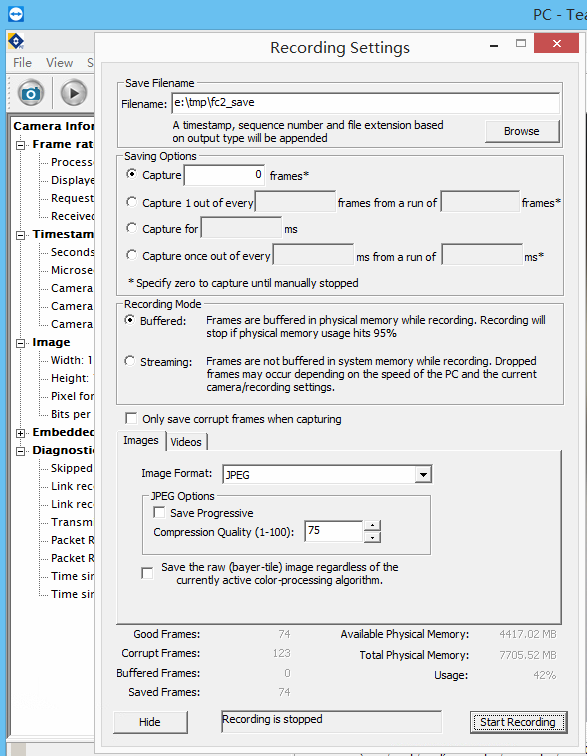 PC - Tea
Recording Settings
File View S
Save Filename
Filename: e:\tmp\fc2_save
A timestamp, sequence number and file extension based
on output type will be appended
Browse
Saving Options
Capture 0 frames*
Capture 1 out of every frames from a run of frames*
Capture for ms
Capture once out of every ms from a run of ms*
* Specify zero to capture until manually stopped
Recording Mode
Buffered: Frames are buffered in physical memory while recording. Recording will
stop if physical memory usage hits 95%
Streaming: Frames are not buffered in system memory while recording. Dropped
frames may occur depending on the speed of the PC and the current
camera/recording settings.
Only save corrupt frames when capturing
Images Videos
Image Format: JPEG
JPEG Options
Save Progressive
Compression Quality (1-100): 75
Save the raw (bayer-tile) image regardless of the
currently active color-processing algorithm.
Good Frames: 74 Available Physical Memory: 4417.02 MB
Corrupt Frames: 123 Total Physical Memory: 7705.52 MB
Buffered Frames: 0 Usage: 42%
Saved Frames: 74
Hide Recording is stopped Start Recording
Camera Infor
Frame rat
Processe
Displaye
Request
Received
Timestam
Seconds
Microsec
Camera
Camera
Camera
Image
Width: 1
Height:
Pixel for
Bits per
Embedded
Diagnostic
Skipped
Link rec
Link rec
Transm
Packet R
Packet R
Time sin
Time sin